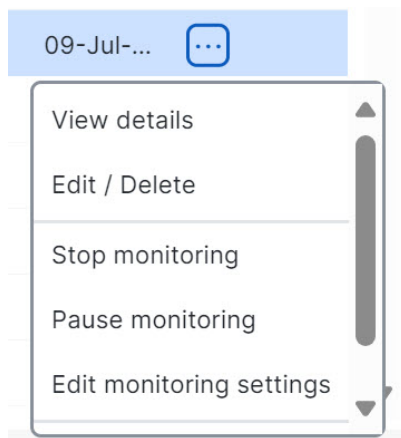 09-Jul-...
View details
Edit / Delete
Stop monitoring
Pause monitoring
Edit monitoring settings